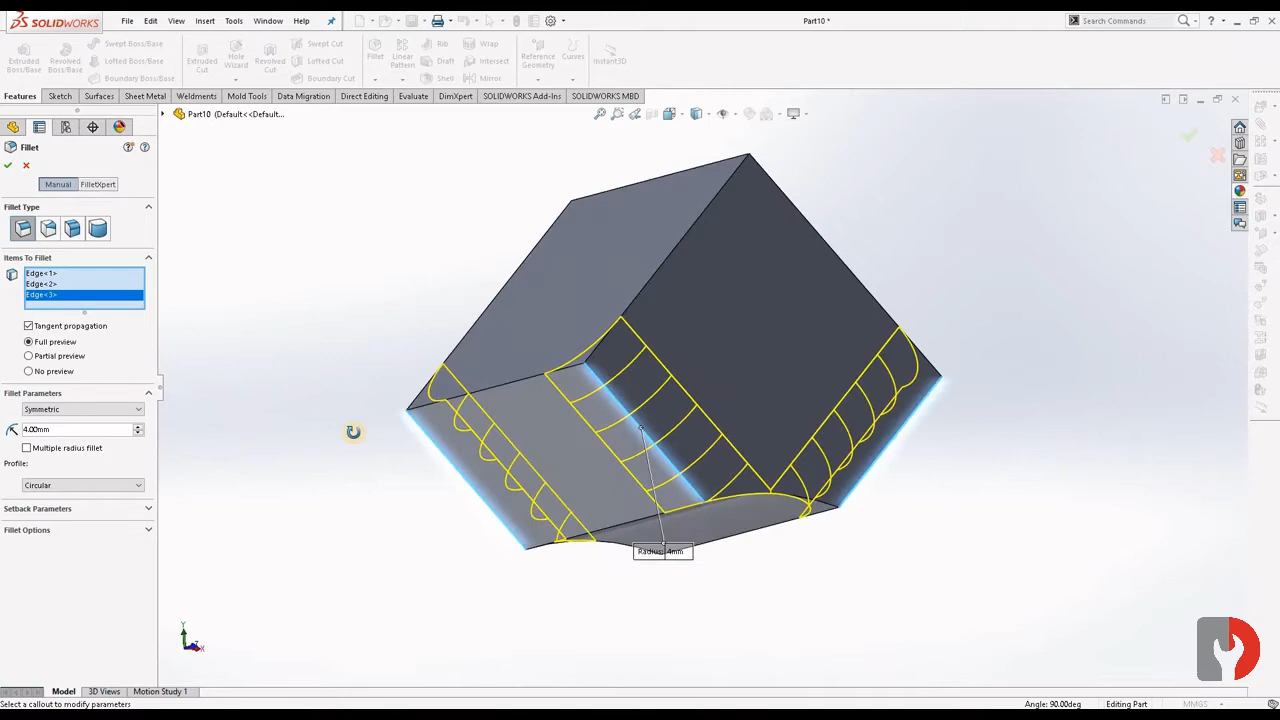 SOLIDWORKS File Edit View Insert Tools Window Help Part10 * Search Commands
Extruded Boss/Base
Revolved Boss/Base
Swept Boss/Base
Lofted Boss/Base
Boundary Boss/Base
Extruded Cut
Hole Wizard
Revolved Cut
Swept Cut
Lofted Cut
Boundary Cut
Fillet
Linear Pattern
Rib
Draft
Shell
Wrap
Intersect
Mirror
Reference Geometry
Curves
Instant3D
Features Sketch Surfaces Sheet Metal Weldments Mold Tools Data Migration Direct Editing Evaluate DimXpert SOLIDWORKS Add-Ins SOLIDWORKS MBD
Part10 (Default<<Default...
Fillet
Manual FilletXpert
Fillet Type
Items To Fillet
Edge<1>
Edge<2>
Edge<3>
Tangent propagation
Full preview
Partial preview
No preview
Fillet Parameters
Symmetric
4.00mm
Multiple radius fillet
Profile:
Circular
Setback Parameters
Fillet Options
Radius: 4mm
Y
X
Model 3D Views Motion Study 1
Select a callout to modify parameters Angle: 90.00deg Editing Part MMGS